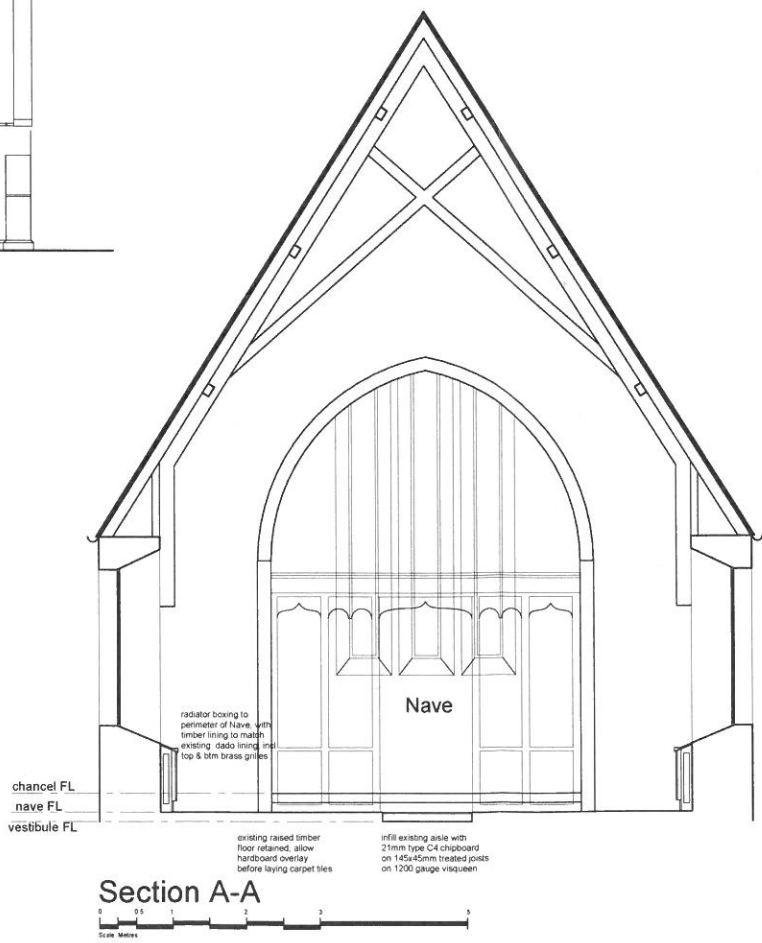 Nave
radiator boxing to
perimeter of Nave, with
timber lining to match
existing dado lining, incl
top & btm brass grilles
chancel FL
nave FL
vestibule FL
existing raised timber
floor retained, allow
hardboard overlay
before laying carpet tiles
infill existing aisle with
21mm type C4 chipboard
on 145x45mm treated joists
on 1200 gauge visqueen
Section A-A
0 0.5 1 2 3 5
Scale Metres